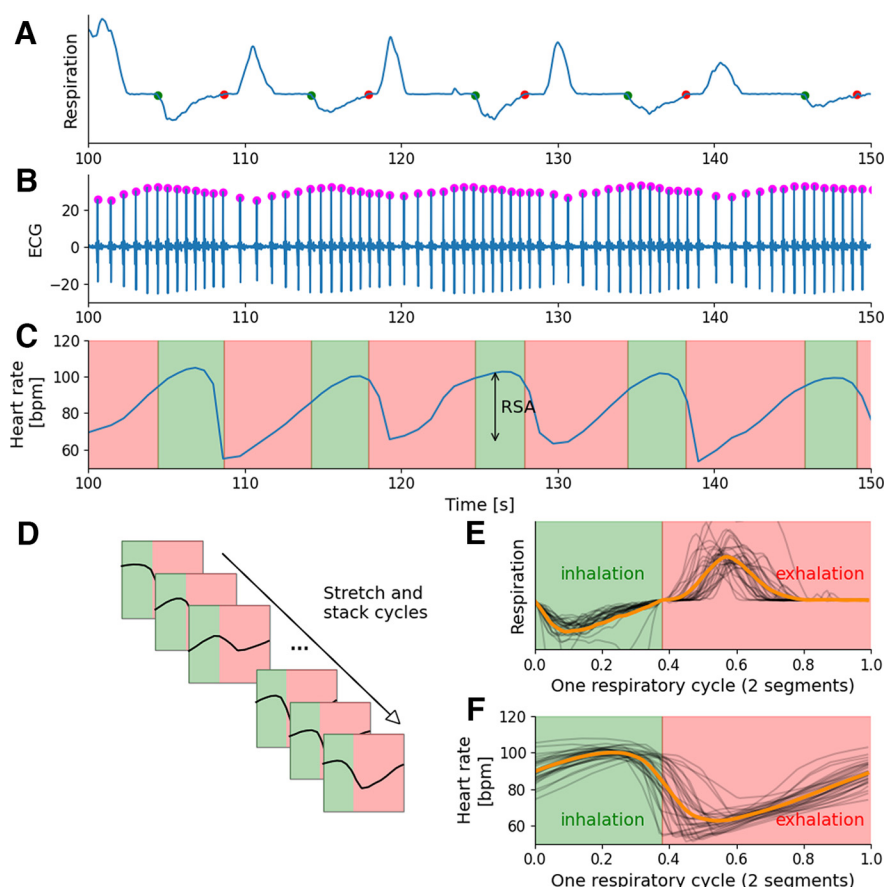 A
Respiration
100 110 120 130 140 150
B
ECG
20
0
−20
100 110 120 130 140 150
C
Heart rate
[bpm]
120
100
80
60
RSA
100 110 120 130 140 150
Time [s]
D
Stretch and
stack cycles
...
E
Respiration
inhalation exhalation
0.0 0.2 0.4 0.6 0.8 1.0
One respiratory cycle (2 segments)
F
Heart rate
[bpm]
120
100
80
60
inhalation exhalation
0.0 0.2 0.4 0.6 0.8 1.0
One respiratory cycle (2 segments)